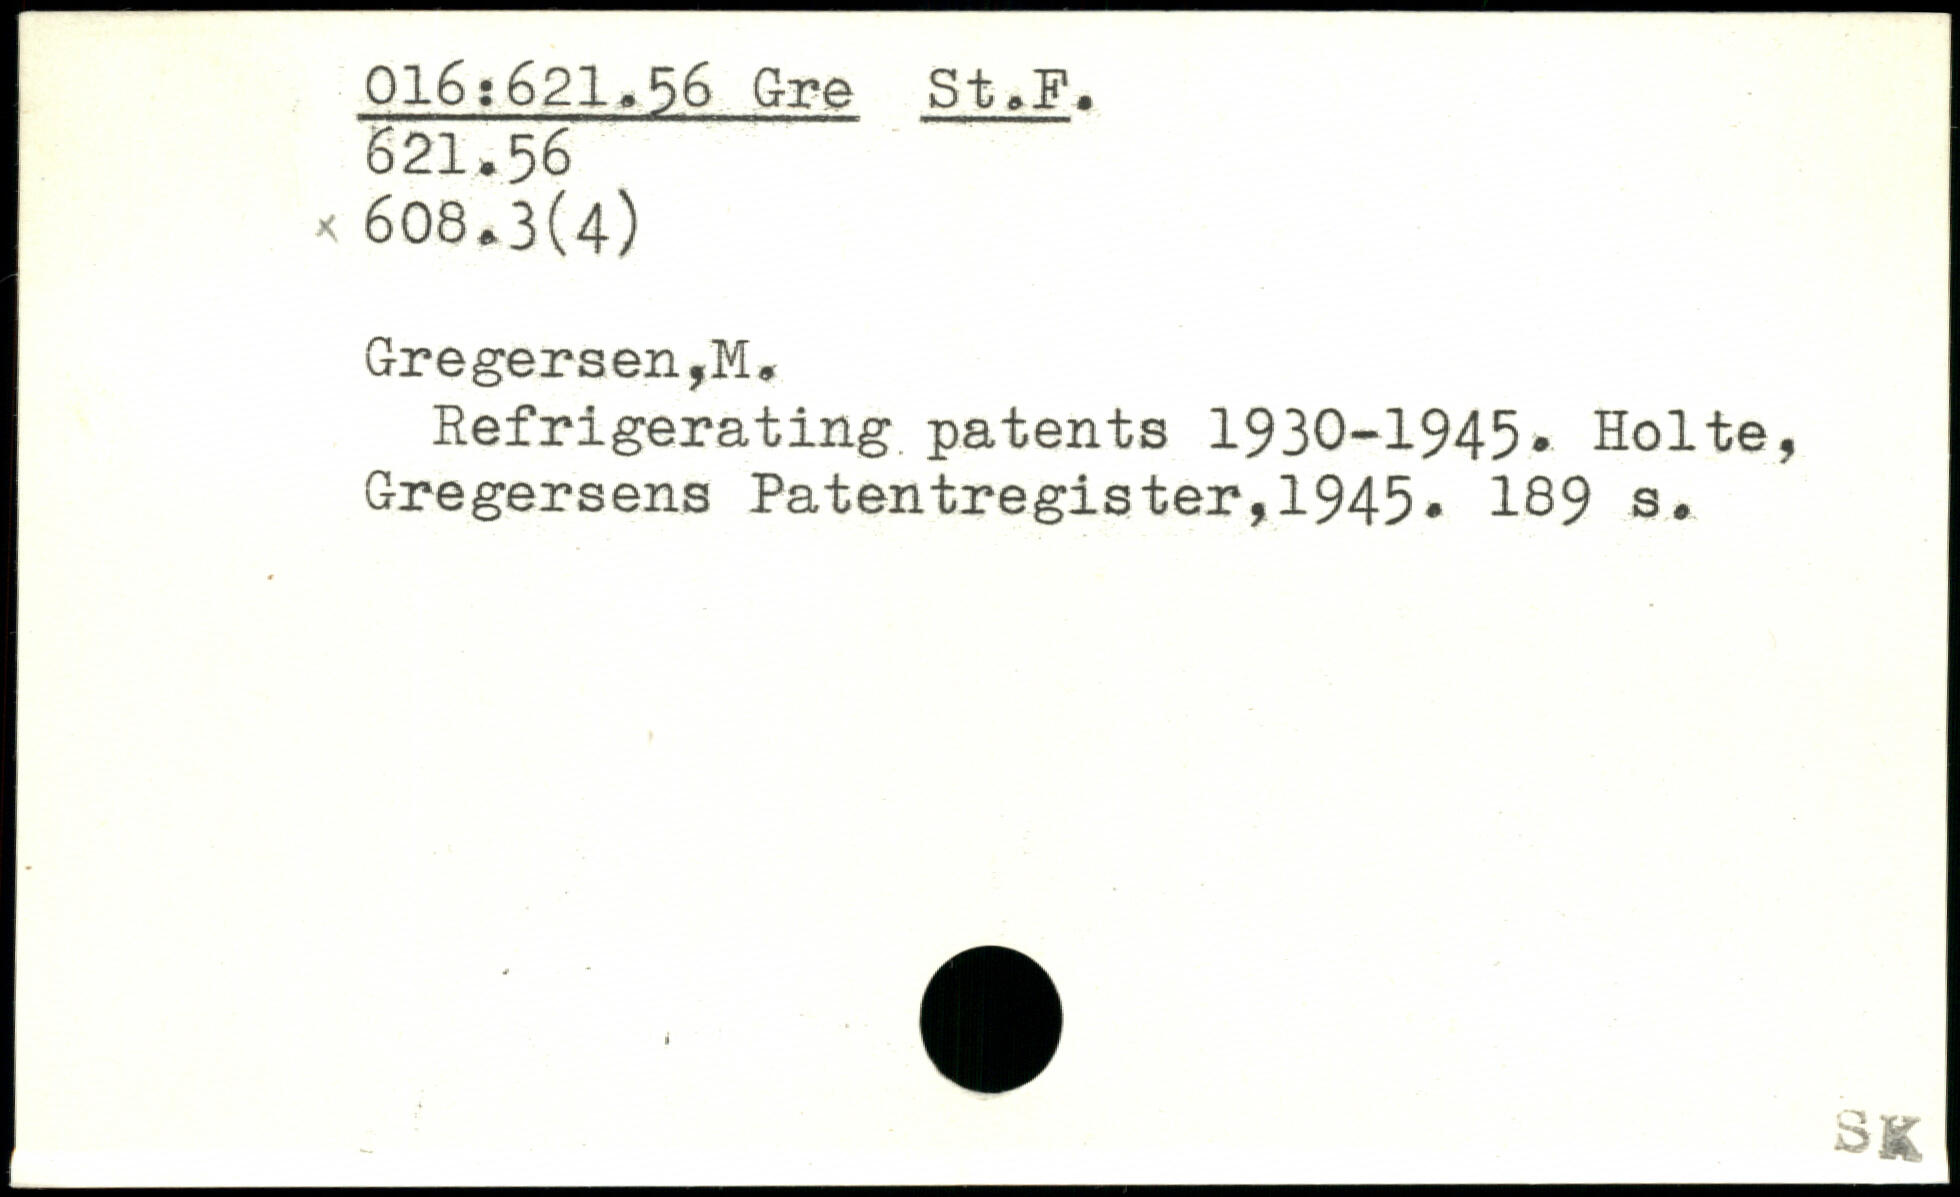 016:621.56 Gre St.F.
621.56
x 608.3(4)
Gregersen,M.
Refrigerating patents 1930-1945. Holte,
Gregersens Patentregister,1945. 189 s.
SK